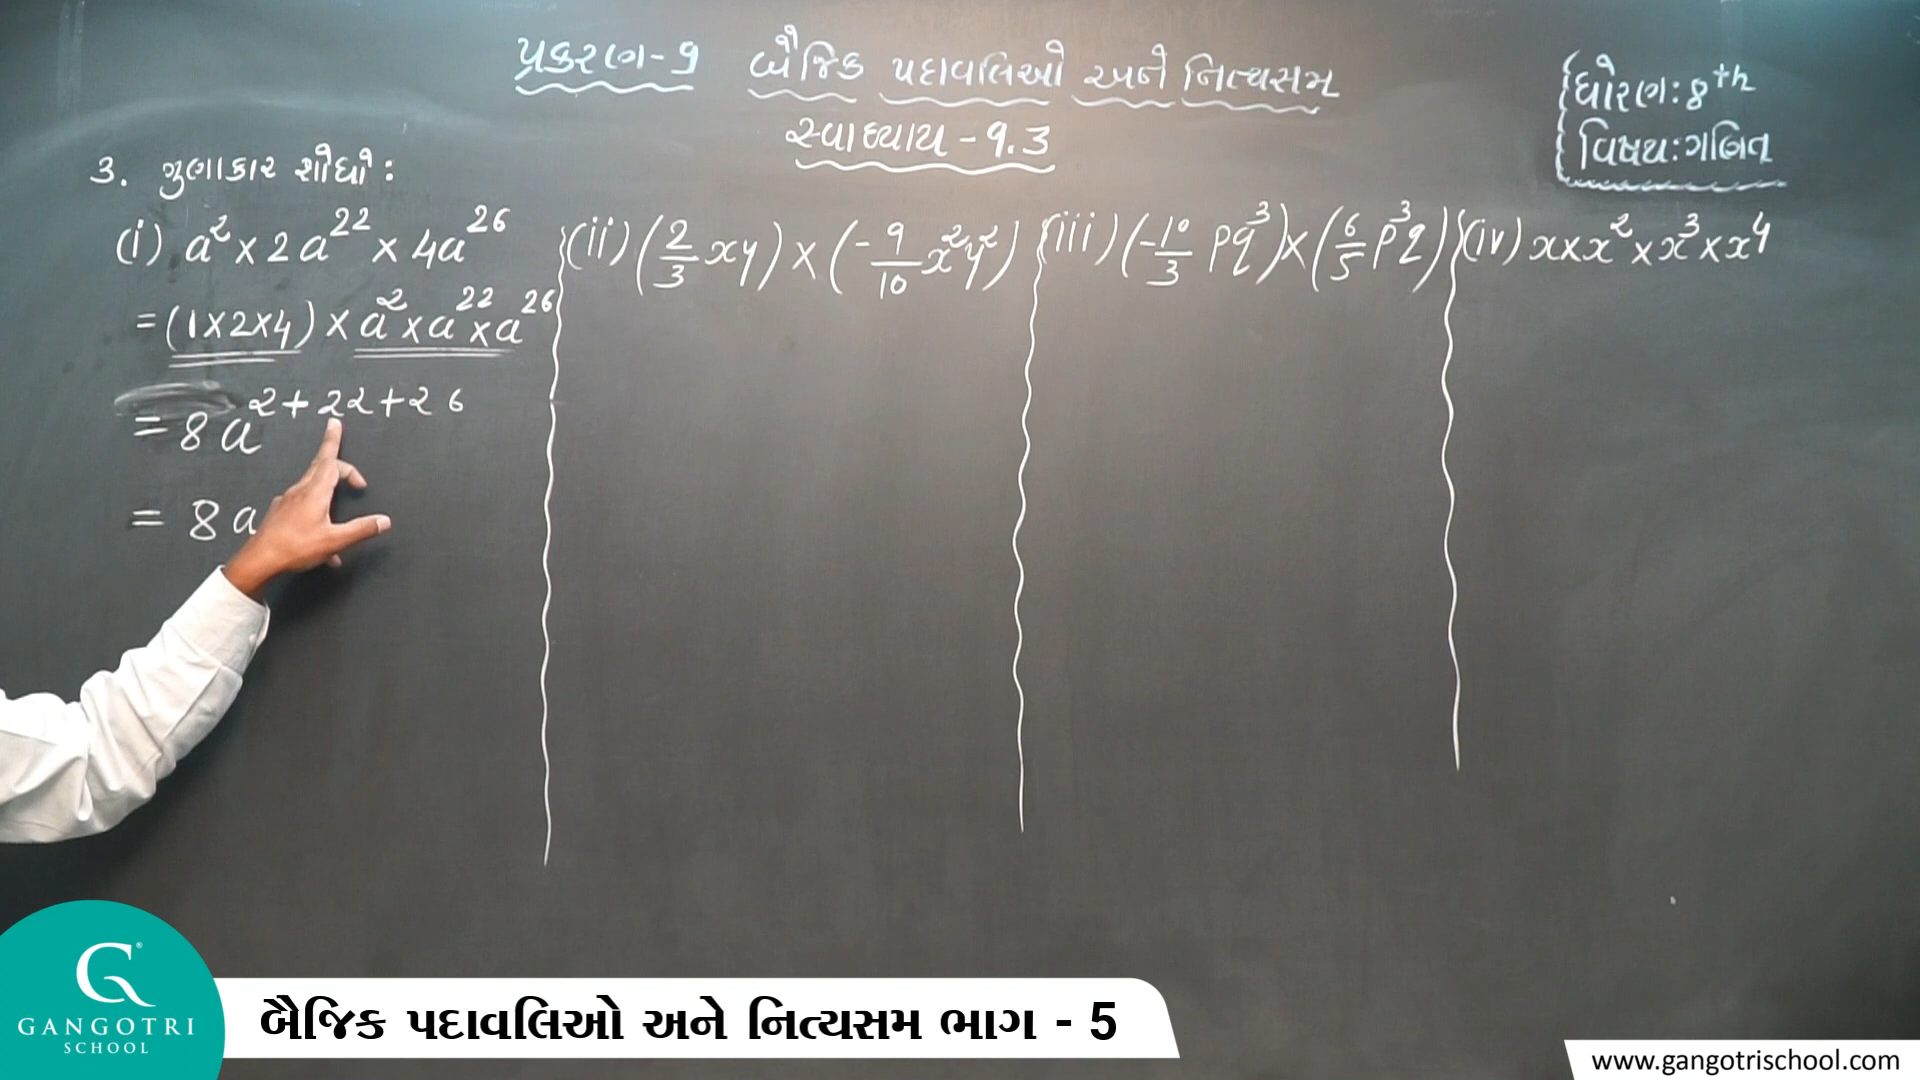 પ્રકરણ-9 બૈજિક પદાવલિઓ અને નિત્યસમ
સ્વાધ્યાય - 9.3
ધોરણ: 8th
વિષય: ગણિત
3. ગુણાકાર શોધો:
(i) a² × 2a²² × 4a²⁶
= (1×2×4) × a² × a²² × a²⁶
= 8a²⁺²²⁺²⁶
= 8a
(ii) (2/3 xy) × (-9/10 x²y²)
(iii) (-10/3 pq³) × (6/5 p³q)
(iv) x × x² × x³ × x⁴
GANGOTRI
SCHOOL
બૈજિક પદાવલિઓ અને નિત્યસમ ભાગ - 5
www.gangotrischool.com